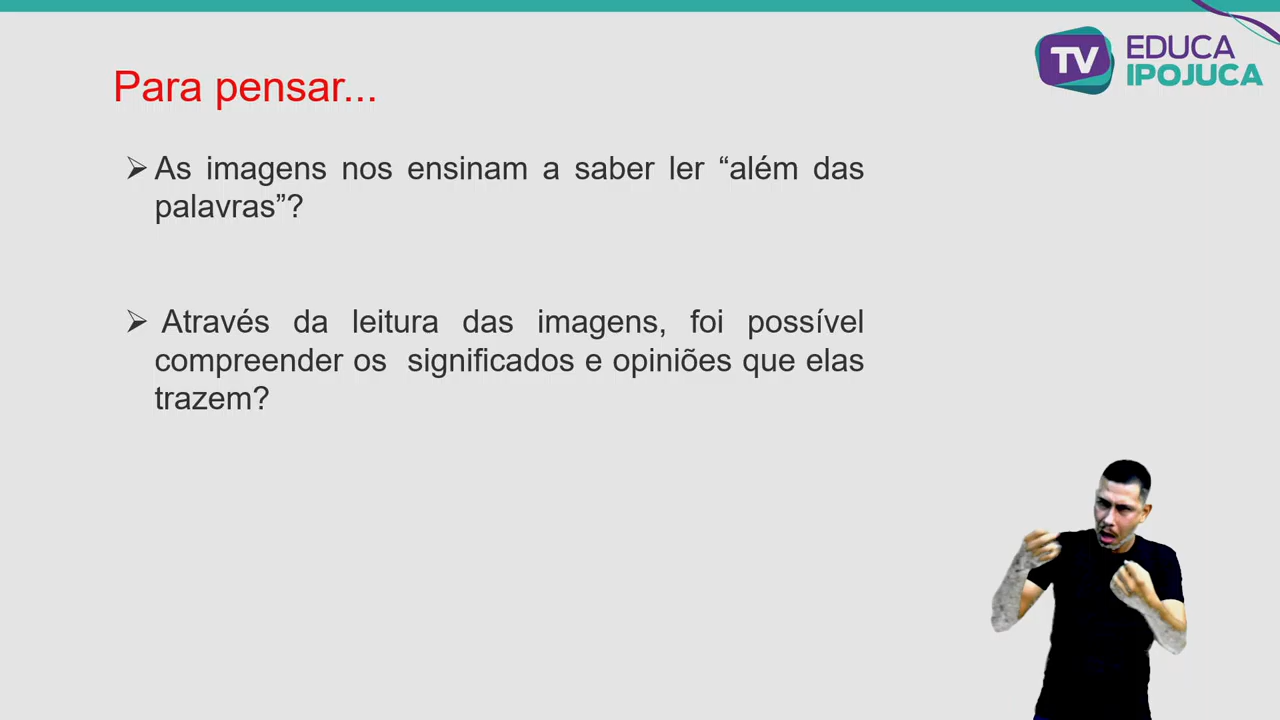 TV EDUCA
IPOJUCA
Para pensar...
As imagens nos ensinam a saber ler “além das
palavras”?
Através da leitura das imagens, foi possível
compreender os significados e opiniões que elas
trazem?